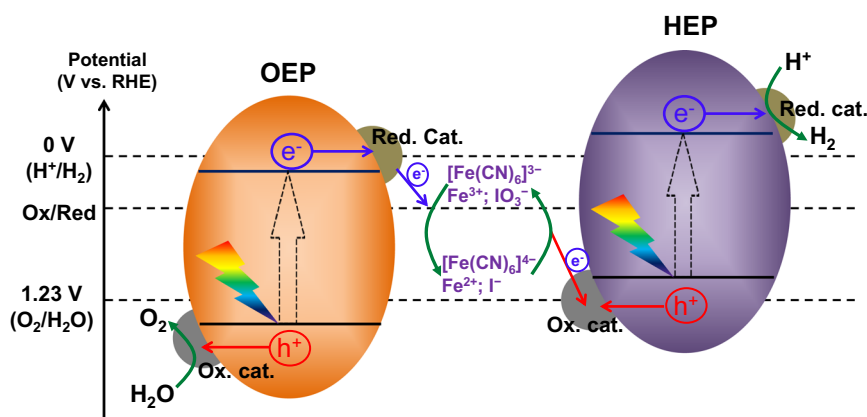 Potential
(V vs. RHE)
0 V
(H⁺/H₂)
Ox/Red
1.23 V
(O₂/H₂O)
OEP
e⁻
Red. Cat.
h⁺
Ox. cat.
O₂
H₂O
e⁻
[Fe(CN)₆]³⁻
Fe³⁺; IO₃⁻
[Fe(CN)₆]⁴⁻
Fe²⁺; I⁻
HEP
H⁺
e⁻
Red. cat.
H₂
e⁻
h⁺
Ox. cat.